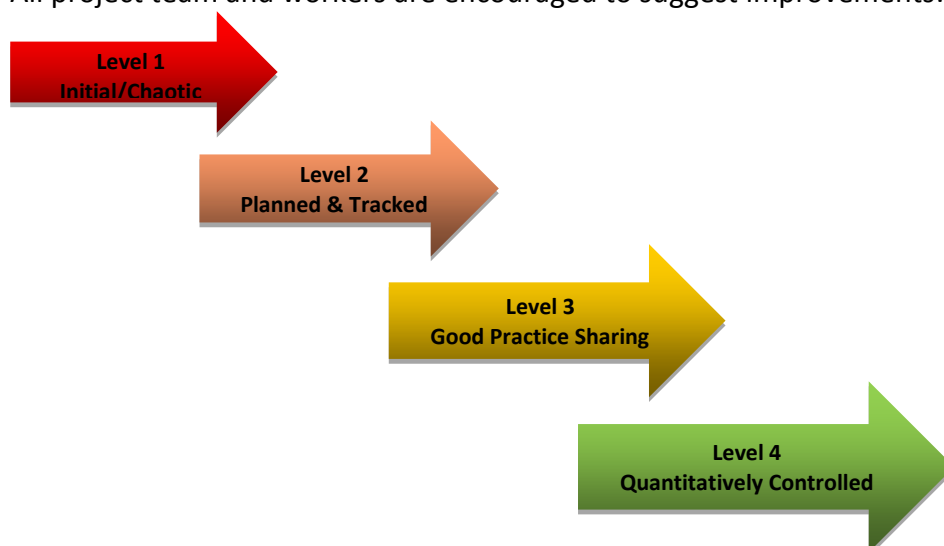 All project team and workers are encouraged to suggest improvements.
Level 1
Initial/Chaotic
Level 2
Planned & Tracked
Level 3
Good Practice Sharing
Level 4
Quantitatively Controlled